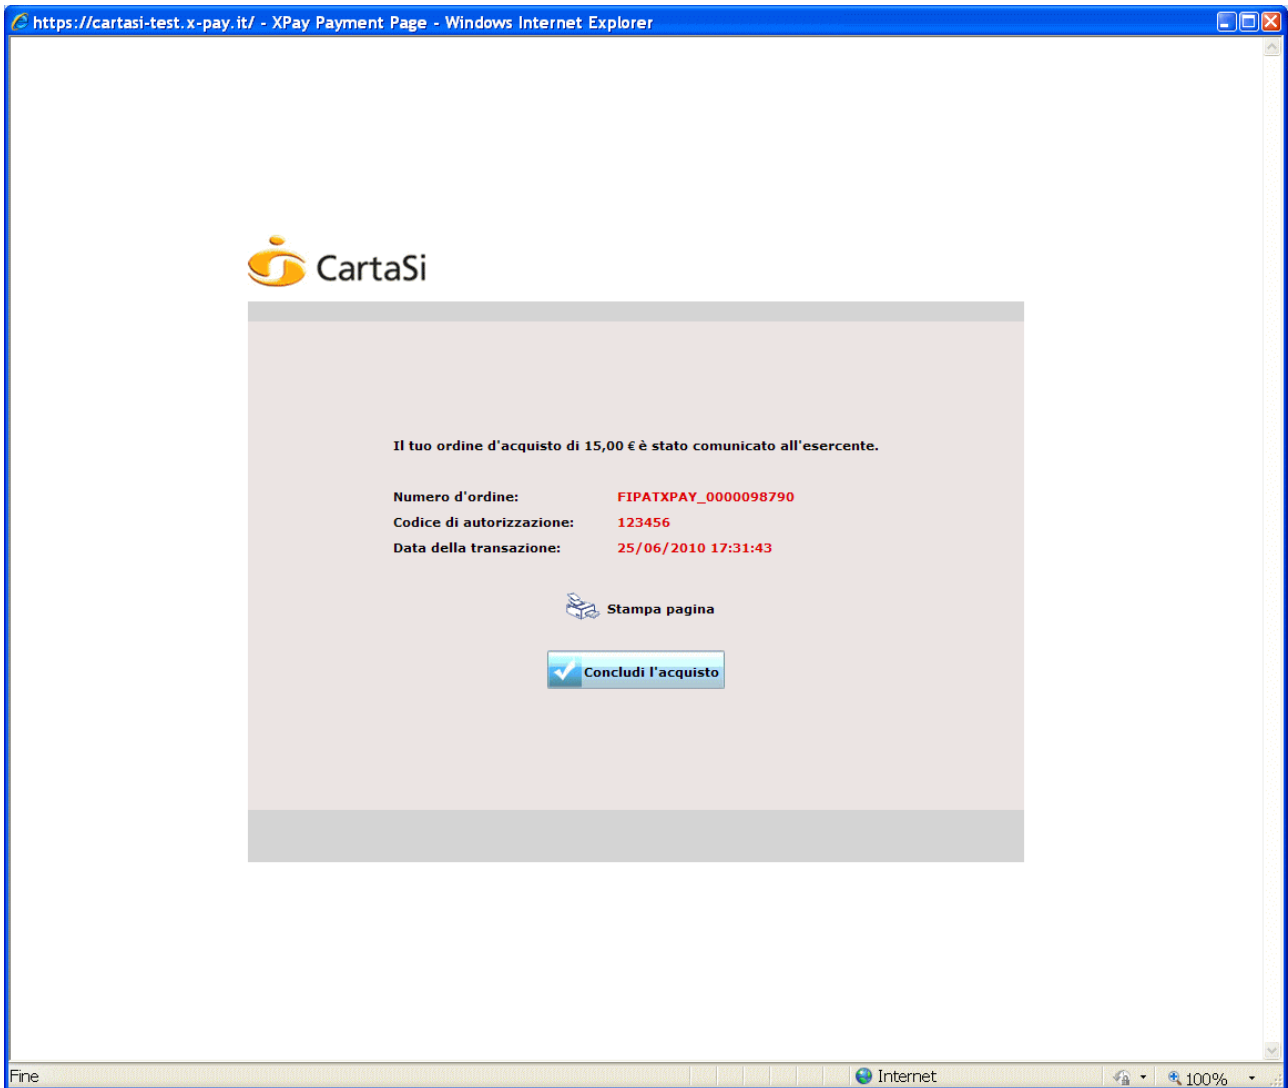 https://cartasi-test.x-pay.it/ - XPay Payment Page - Windows Internet Explorer
CartaSi
Il tuo ordine d'acquisto di 15,00 € è stato comunicato all'esercente.
Numero d'ordine: FIPATXPAY_0000098790
Codice di autorizzazione: 123456
Data della transazione: 25/06/2010 17:31:43
Stampa pagina
Concludi l'acquisto
Fine Internet 100%